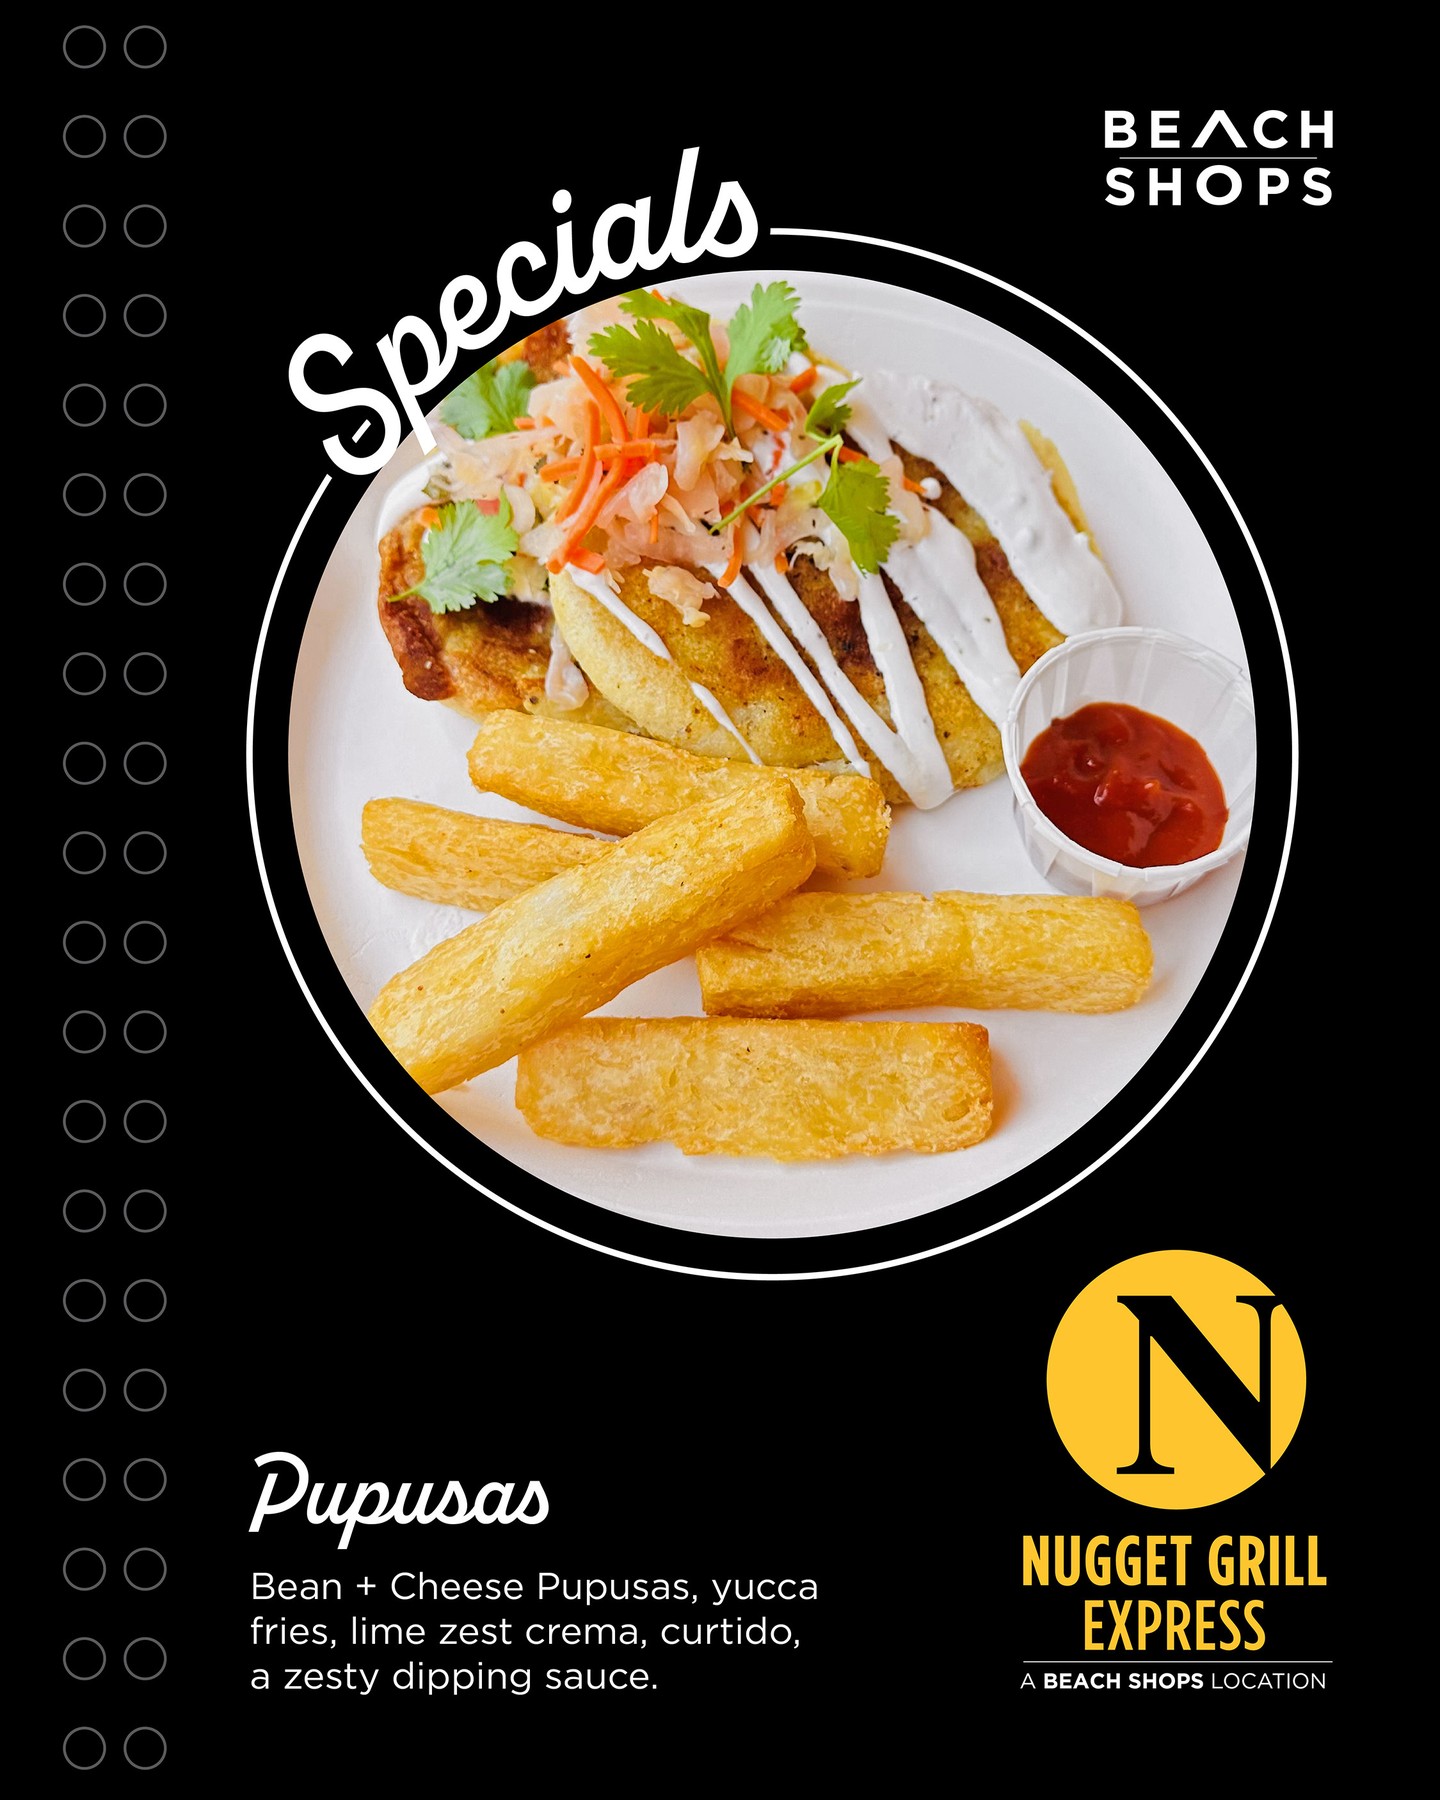 BEACH
SHOPS
Specials
Pupusas
Bean + Cheese Pupusas, yucca
fries, lime zest crema, curtido,
a zesty dipping sauce.
N
NUGGET GRILL
EXPRESS
A BEACH SHOPS LOCATION